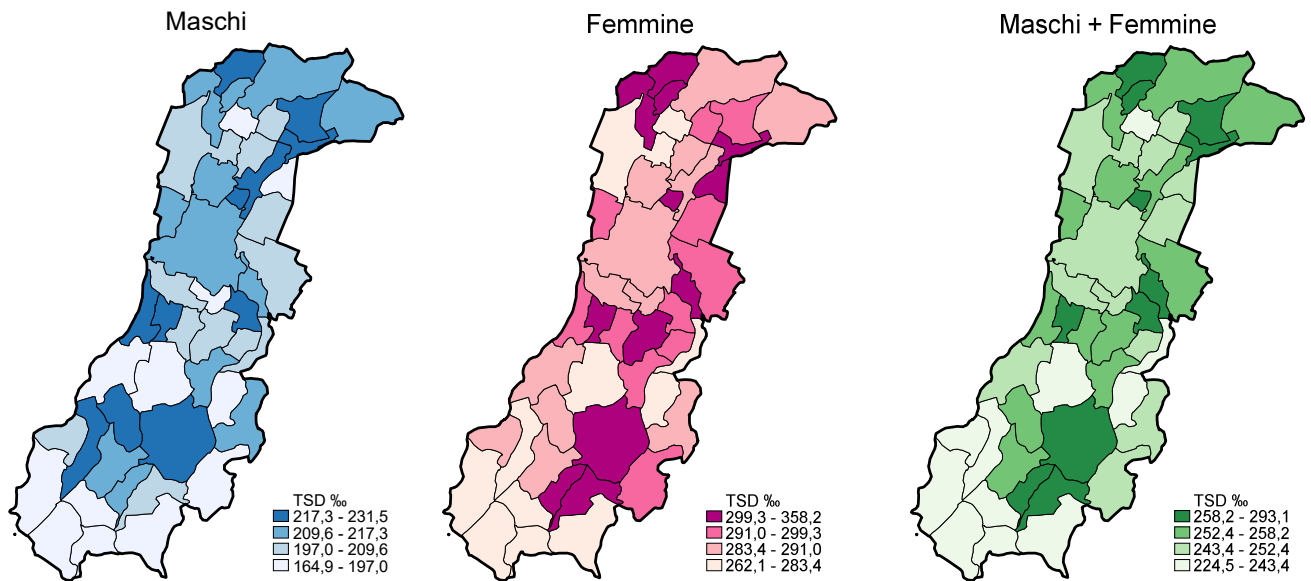 Maschi
Femmine
Maschi + Femmine
TSD ‰
217,3 - 231,5
209,6 - 217,3
197,0 - 209,6
164,9 - 197,0
TSD ‰
299,3 - 358,2
291,0 - 299,3
283,4 - 291,0
262,1 - 283,4
TSD ‰
258,2 - 293,1
252,4 - 258,2
243,4 - 252,4
224,5 - 243,4